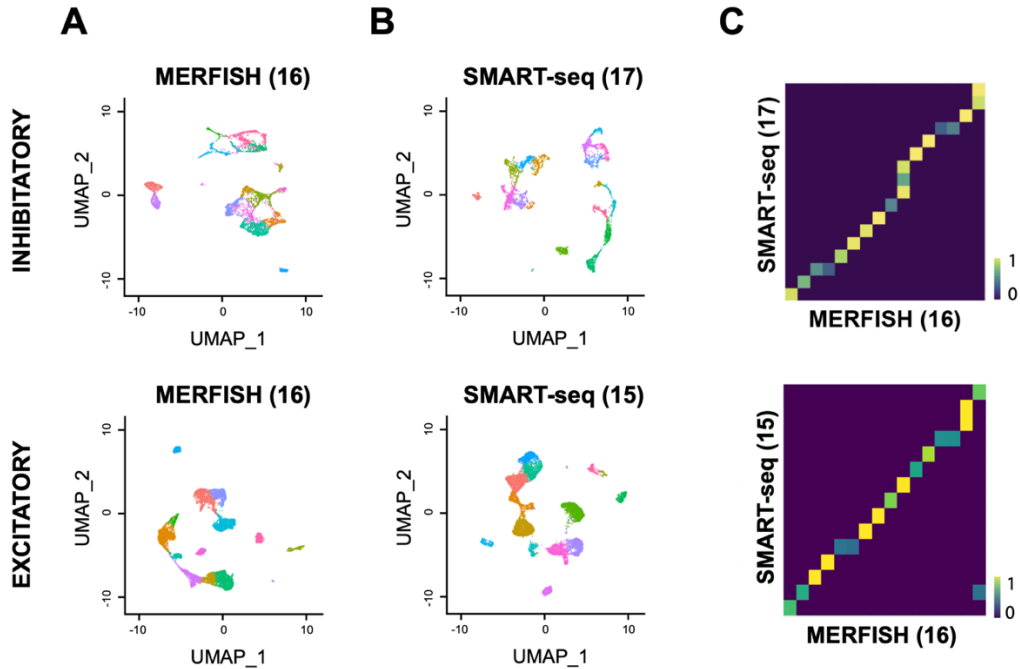 A
B
C
INHIBITATORY
MERFISH (16)
10
0
-10
UMAP_2
-10
0
10
UMAP_1
SMART-seq (17)
10
0
-10
UMAP_2
-10
0
10
UMAP_1
SMART-seq (17)
1
0
MERFISH (16)
EXCITATORY
MERFISH (16)
10
0
-10
UMAP_2
-10
0
10
UMAP_1
SMART-seq (15)
10
0
-10
UMAP_2
-10
0
10
UMAP_1
SMART-seq (15)
1
0
MERFISH (16)